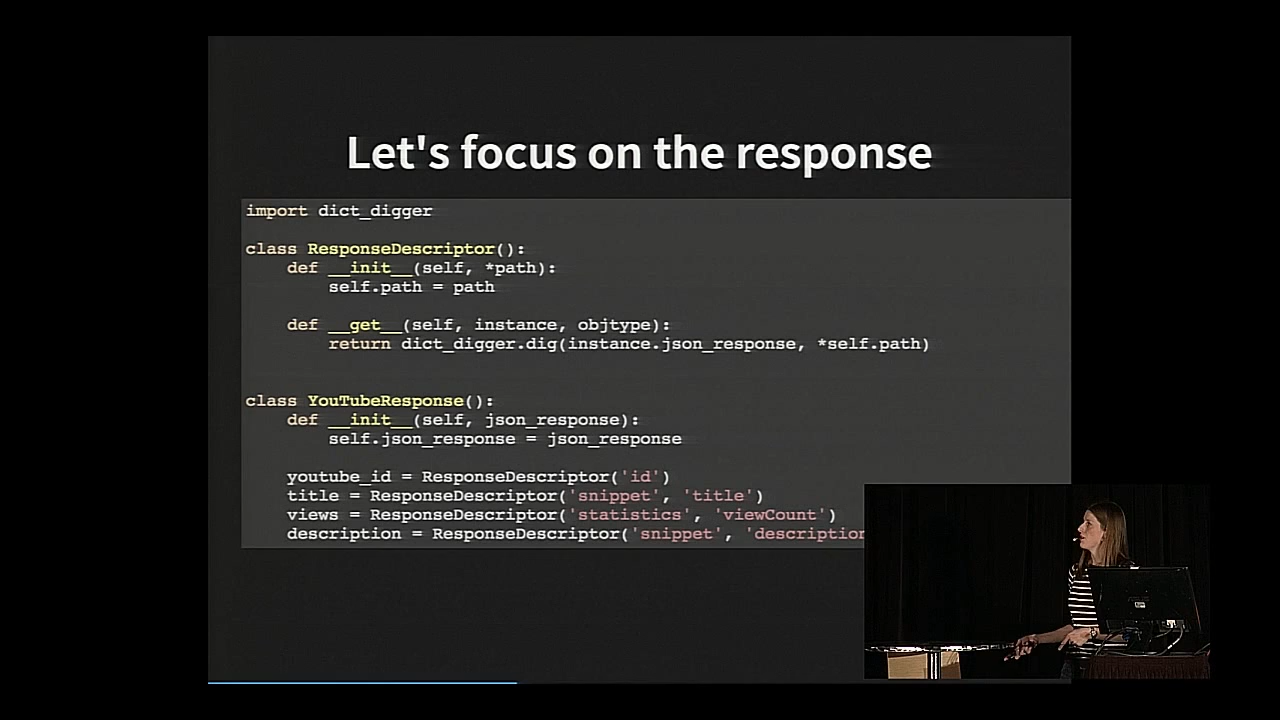 Let's focus on the response
import dict_digger
class ResponseDescriptor():
def __init__(self, *path):
self.path = path
def __get__(self, instance, objtype):
return dict_digger.dig(instance.json_response, *self.path)
class YouTubeResponse():
def __init__(self, json_response):
self.json_response = json_response
youtube_id = ResponseDescriptor('id')
title = ResponseDescriptor('snippet', 'title')
views = ResponseDescriptor('statistics', 'viewCount')
description = ResponseDescriptor('snippet', 'description